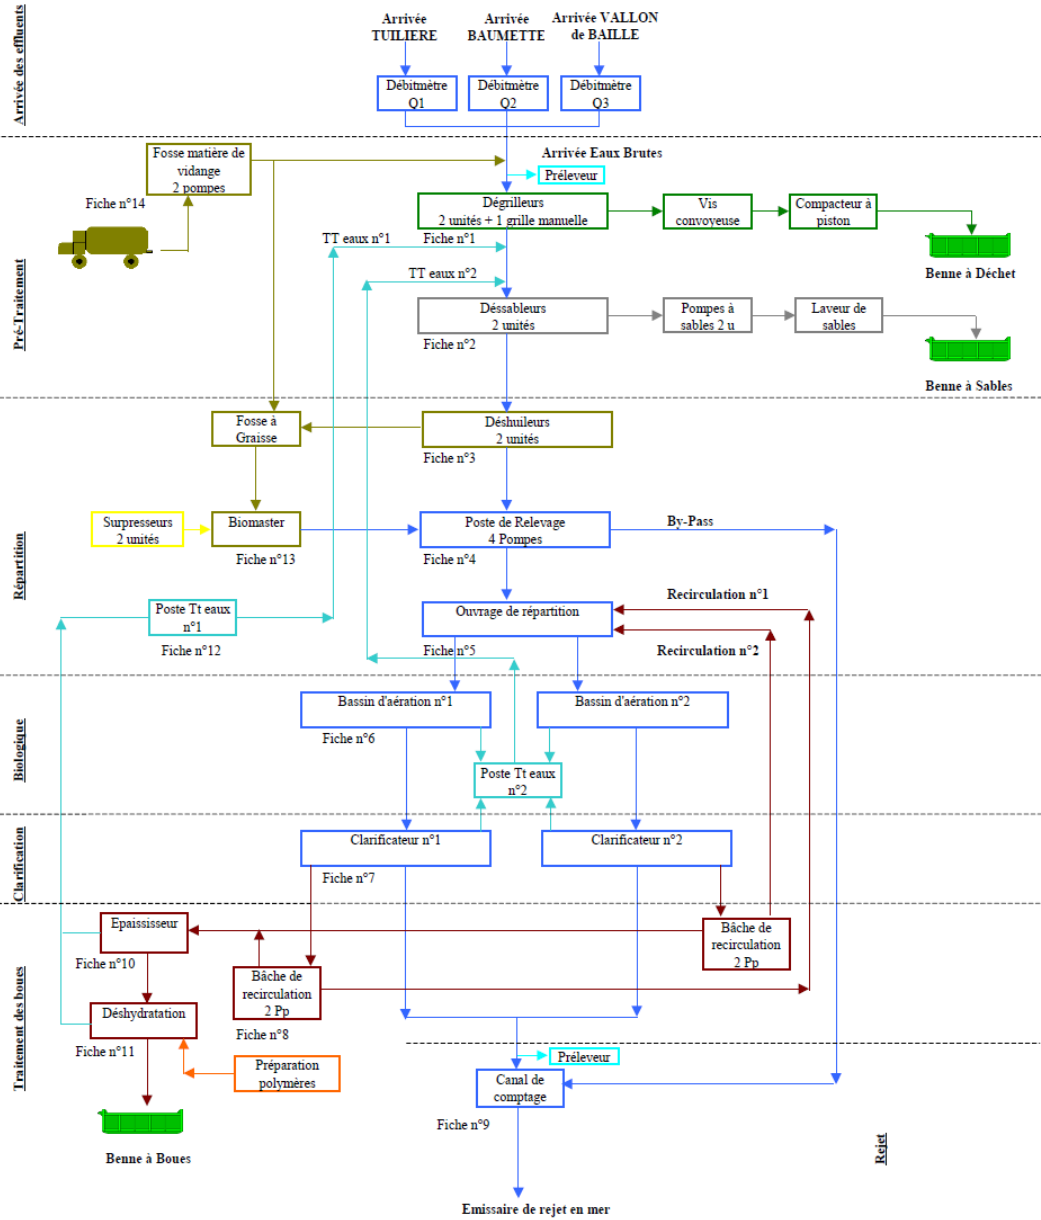 Arrivée des effluents
Arrivée
TUILIERE
Arrivée
BAUMETTE
Arrivée VALLON
de BAILLE
Débitmètre
Q1
Débitmètre
Q2
Débitmètre
Q3
Pré-Traitement
Fosse matière de
vidange
2 pompes
Fiche n°14
Arrivée Eaux Brutes
Préleveur
Dégrilleurs
2 unités + 1 grille manuelle
Fiche n°1
Vis
convoyeuse
Compacteur à
piston
Benne à Déchet
TT eaux n°1
TT eaux n°2
Déssableurs
2 unités
Fiche n°2
Pompes à
sables 2 u
Laveur de
sables
Benne à Sables
Répartition
Fosse à
Graisse
Déshuileurs
2 unités
Fiche n°3
Surpresseurs
2 unités
Biomaster
Fiche n°13
Poste de Relevage
4 Pompes
Fiche n°4
By-Pass
Poste Tt eaux
n°1
Fiche n°12
Ouvrage de répartition
Fiche n°5
Recirculation n°1
Recirculation n°2
Biologique
Bassin d'aération n°1
Fiche n°6
Bassin d'aération n°2
Poste Tt eaux
n°2
Clarification
Clarificateur n°1
Fiche n°7
Clarificateur n°2
Traitement des boues
Epaississeur
Fiche n°10
Bâche de
recirculation
2 Pp
Fiche n°8
Bâche de
recirculation
2 Pp
Déshydratation
Fiche n°11
Préparation
polymères
Benne à Boues
Préleveur
Canal de
comptage
Fiche n°9
Rejet
Emissaire de rejet en mer